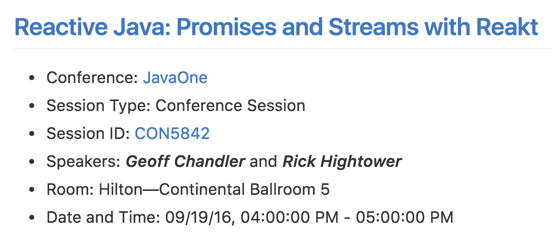 Reactive Java: Promises and Streams with Reakt
• Conference: JavaOne
• Session Type: Conference Session
• Session ID: CON5842
• Speakers: Geoff Chandler and Rick Hightower
• Room: Hilton—Continental Ballroom 5
• Date and Time: 09/19/16, 04:00:00 PM - 05:00:00 PM